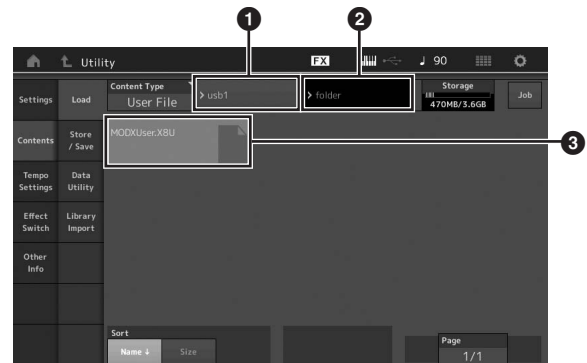 1 2
Utility FX ♩ 90
Settings Load Content Type User File > usb1 > folder Storage 470MB/3.6GB Job
Contents Store / Save MODXUser.X8U 3
Tempo Settings Data Utility
Effect Switch Library Import
Other Info
Sort
Name ↓ Size
Page
1/1